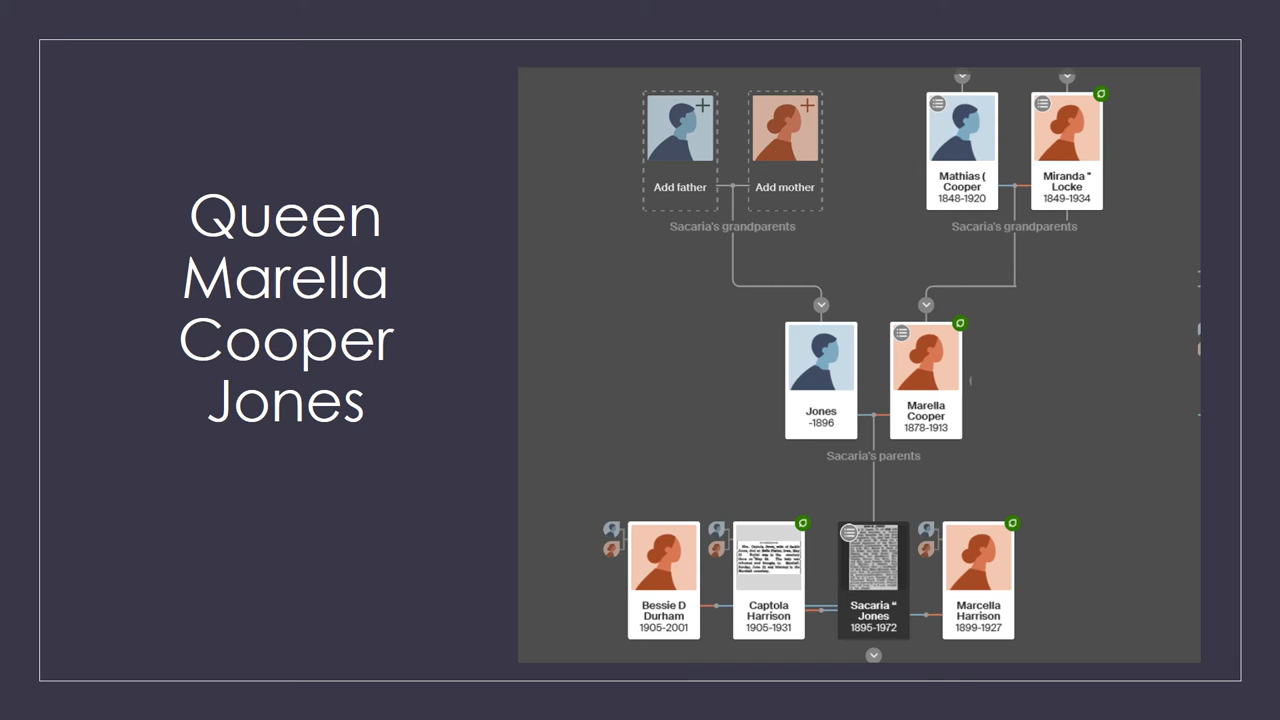 Queen
Marella
Cooper
Jones
Add father
Add mother
Sacaria's grandparents
Mathias (
Cooper
1848-1920
Miranda "
Locke
1849-1934
Sacaria's grandparents
Jones
-1896
Marella
Cooper
1878-1913
Sacaria's parents
Bessie D
Durham
1905-2001
Captola
Harrison
1905-1931
Sacaria "
Jones
1895-1972
Marcella
Harrison
1899-1927